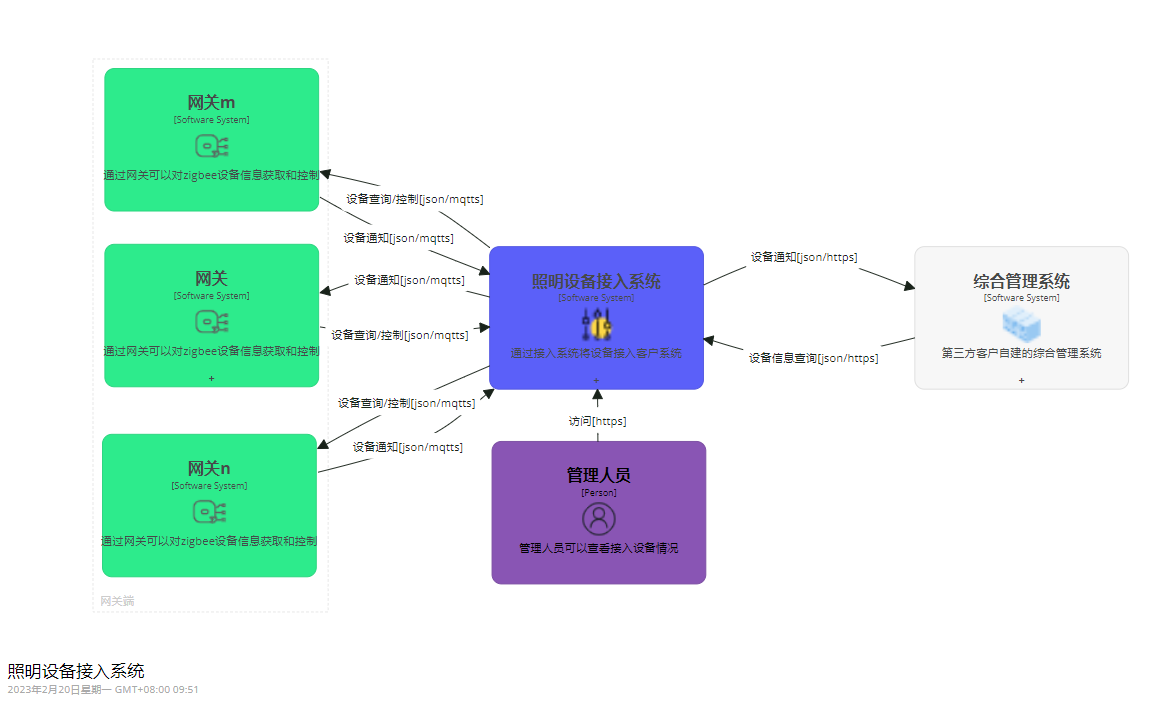 网关m
[Software System]
通过网关可以对zigbee设备信息获取和控制
设备查询/控制[json/mqtts]
设备通知[json/mqtts]
网关
[Software System]
通过网关可以对zigbee设备信息获取和控制
+
设备通知[json/mqtts]
设备查询/控制[json/mqtts]
网关n
[Software System]
通过网关可以对zigbee设备信息获取和控制
设备查询/控制[json/mqtts]
设备通知[json/mqtts]
网关端
照明设备接入系统
[Software System]
通过接入系统将设备接入客户系统
+
访问[https]
管理人员
[Person]
管理人员可以查看接入设备情况
设备通知[json/https]
设备信息查询[json/https]
综合管理系统
[Software System]
第三方客户自建的综合管理系统
+
照明设备接入系统
2023年2月20日星期一 GMT+08:00 09:51